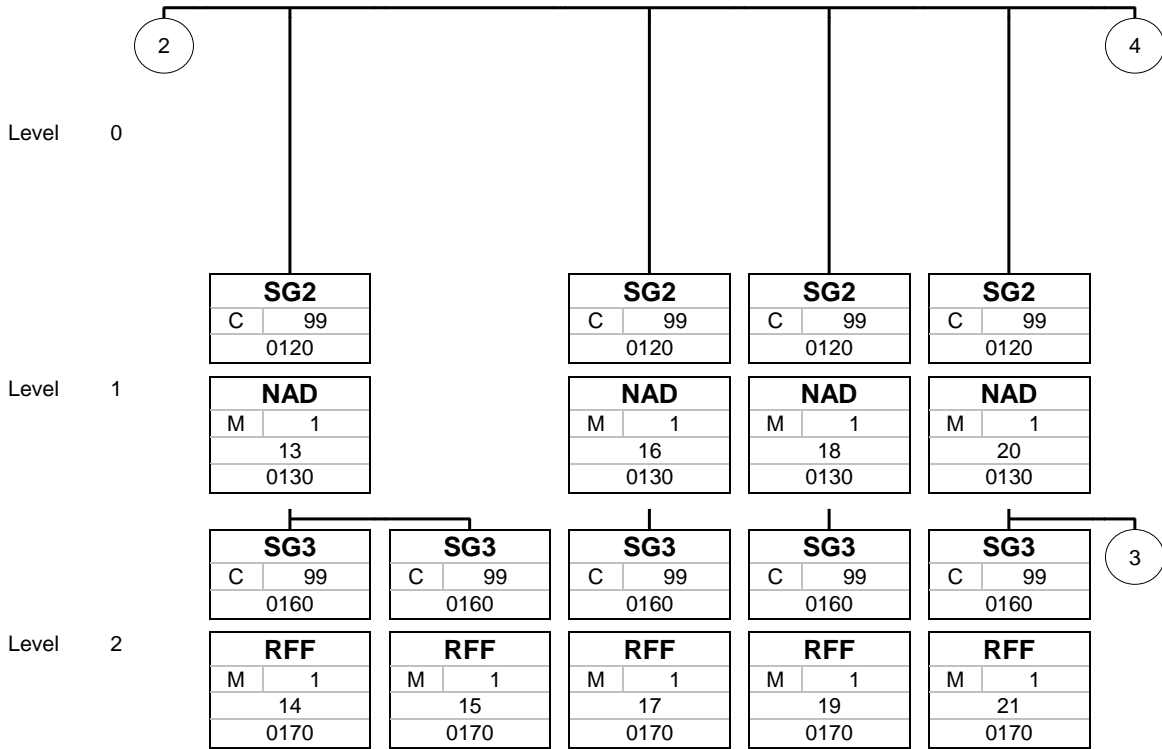 2 4
Level 0
SG2 SG2 SG2 SG2
C 99 C 99 C 99 C 99
0120 0120 0120 0120
Level 1
NAD NAD NAD NAD
M 1 M 1 M 1 M 1
13 16 18 20
0130 0130 0130 0130
SG3 SG3 SG3 SG3 SG3
3
C 99 C 99 C 99 C 99 C 99
0160 0160 0160 0160 0160
Level 2
RFF RFF RFF RFF RFF
M 1 M 1 M 1 M 1 M 1
14 15 17 19 21
0170 0170 0170 0170 0170